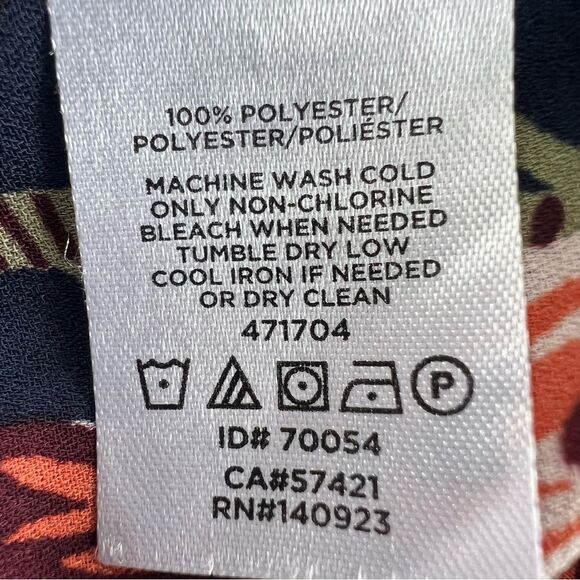 100% POLYESTER/
POLYESTER/POLIÉSTER
MACHINE WASH COLD
ONLY NON-CHLORINE
BLEACH WHEN NEEDED
TUMBLE DRY LOW
COOL IRON IF NEEDED
OR DRY CLEAN
471704
P
ID# 70054
CA#57421
RN#140923